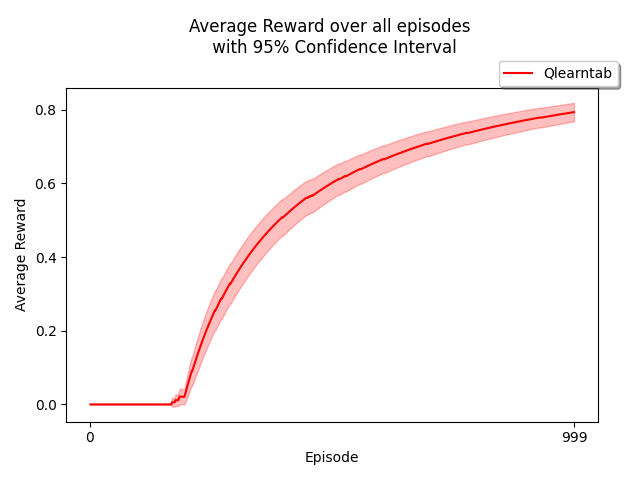 Average Reward over all episodes
with 95% Confidence Interval
Qlearntab
0.8
0.6
0.4
0.2
0.0
Average Reward
0
999
Episode